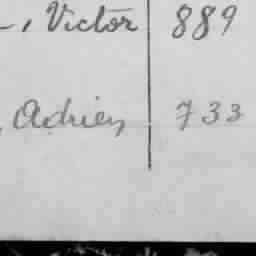 -, Victor 889
, Adrien 733